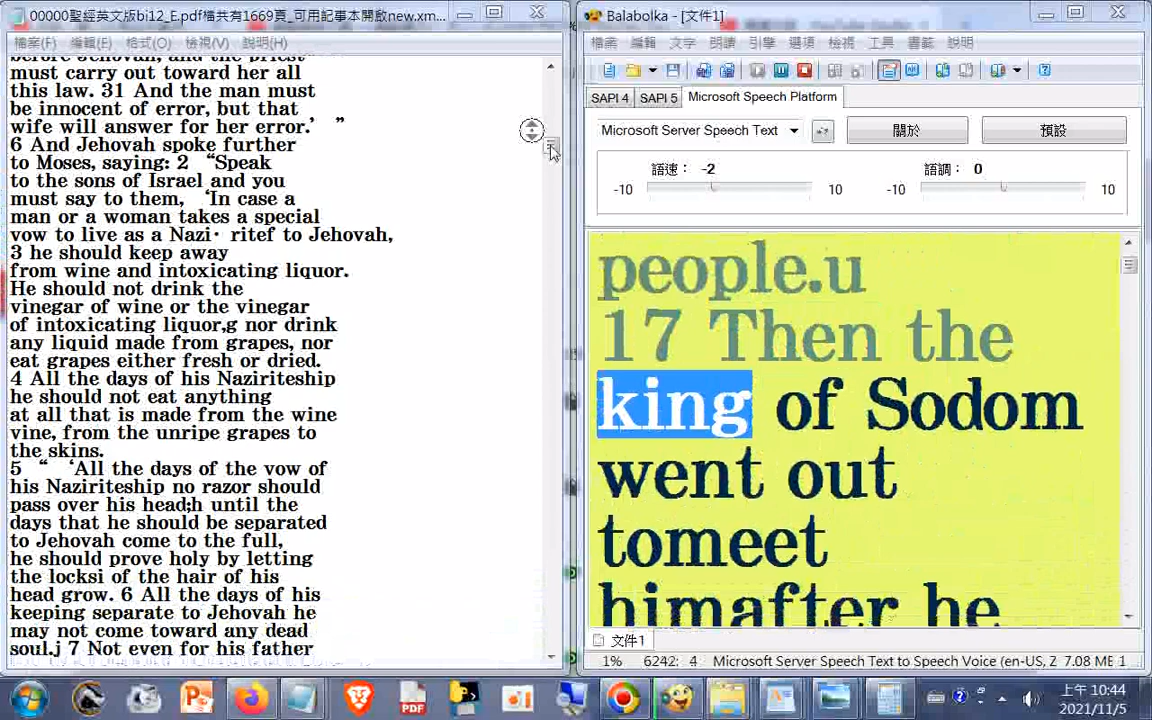 00000聖經英文版bi12_E.pdf檔共有1669頁_可用記事本開啟new.xm...
檔案(F) 編輯(E) 格式(O) 檢視(V) 說明(H)
before Jehovah, and the priest
must carry out toward her all
this law. 31 And the man must
be innocent of error, but that
wife will answer for her error.’ ”
6 And Jehovah spoke further
to Moses, saying: 2 “Speak
to the sons of Israel and you
must say to them, ‘In case a
man or a woman takes a special
vow to live as a Nazi· ritef to Jehovah,
3 he should keep away
from wine and intoxicating liquor.
He should not drink the
vinegar of wine or the vinegar
of intoxicating liquor,g nor drink
any liquid made from grapes, nor
eat grapes either fresh or dried.
4 All the days of his Naziriteship
he should not eat anything
at all that is made from the wine
vine, from the unripe grapes to
the skins.
5 “ ‘All the days of the vow of
his Naziriteship no razor should
pass over his head;h until the
days that he should be separated
to Jehovah come to the full,
he should prove holy by letting
the locksi of the hair of his
head grow. 6 All the days of his
keeping separate to Jehovah he
may not come toward any dead
soul.j 7 Not even for his father
Balabolka - [文件1]
檔案 編輯 文字 朗讀 引擎 選項 檢視 工具 書籤 說明
SAPI 4 SAPI 5 Microsoft Speech Platform
Microsoft Server Speech Text 關於 預設
語速： -2 語調： 0
-10 10 -10 10
people.u
17 Then the
king of Sodom
went out
tomeet
himafter he
文件1
1% 6242: 4 Microsoft Server Speech Text to Speech Voice (en-US, Z 7.08 ME 1
上午 10:44
2021/11/5